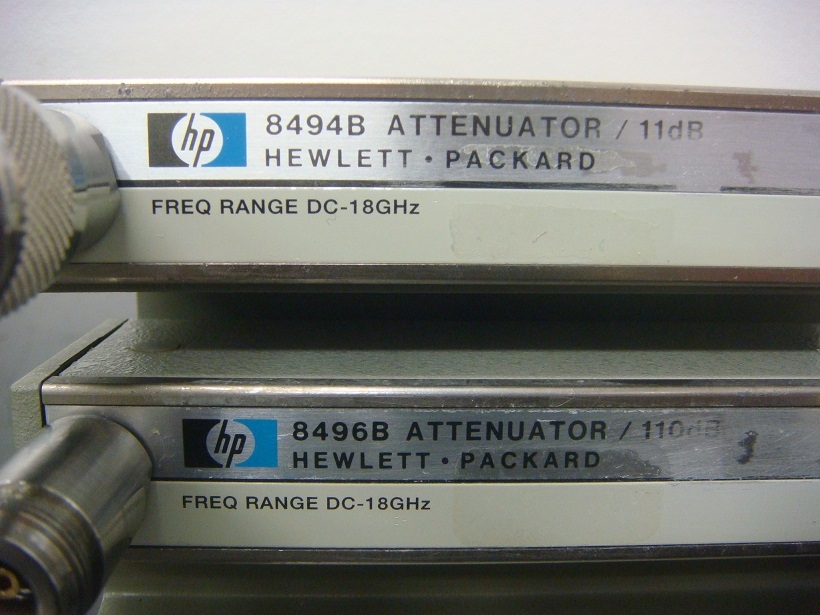 hp
8494B ATTENUATOR / 11dB
HEWLETT • PACKARD
FREQ RANGE DC-18GHz
hp
8496B ATTENUATOR / 110dB
HEWLETT • PACKARD
FREQ RANGE DC-18GHz